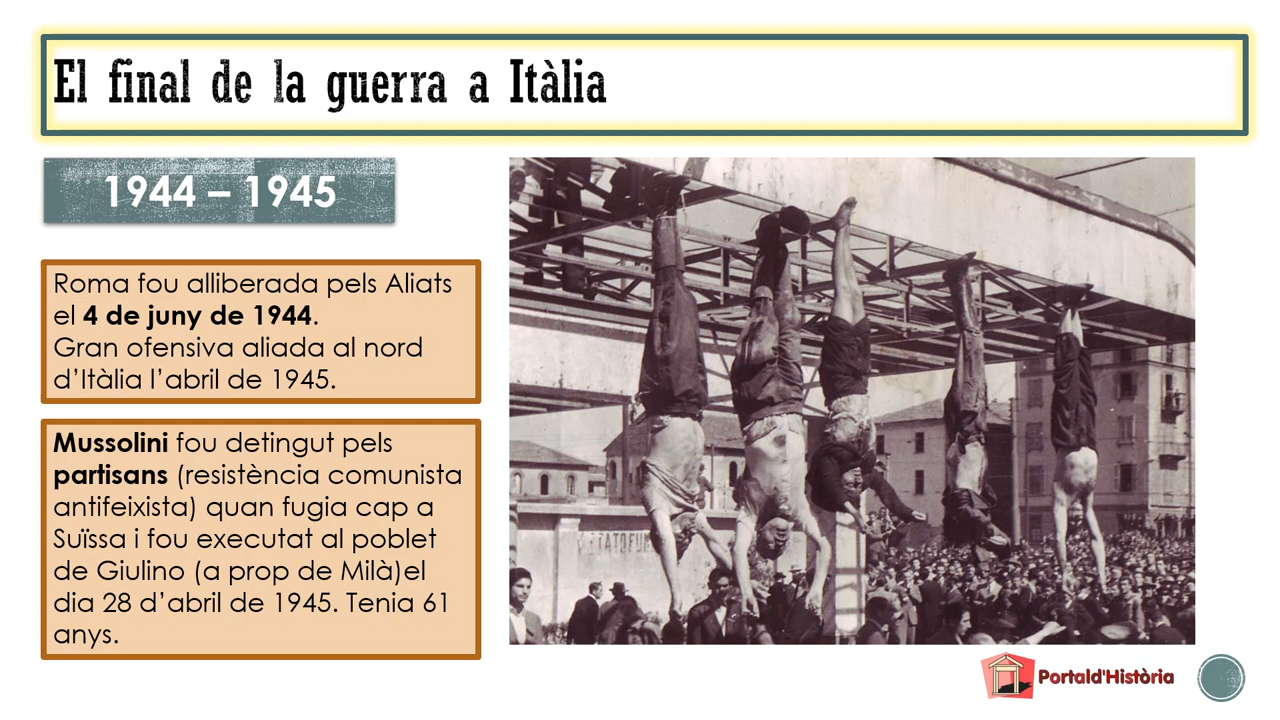 El final de la guerra a Itàlia
1944 – 1945
Roma fou alliberada pels Aliats
el 4 de juny de 1944.
Gran ofensiva aliada al nord
d’Itàlia l’abril de 1945.
Mussolini fou detingut pels
partisans (resistència comunista
antifeixista) quan fugia cap a
Suïssa i fou executat al poblet
de Giulino (a prop de Milà)el
dia 28 d’abril de 1945. Tenia 61
anys.
Portald'Història